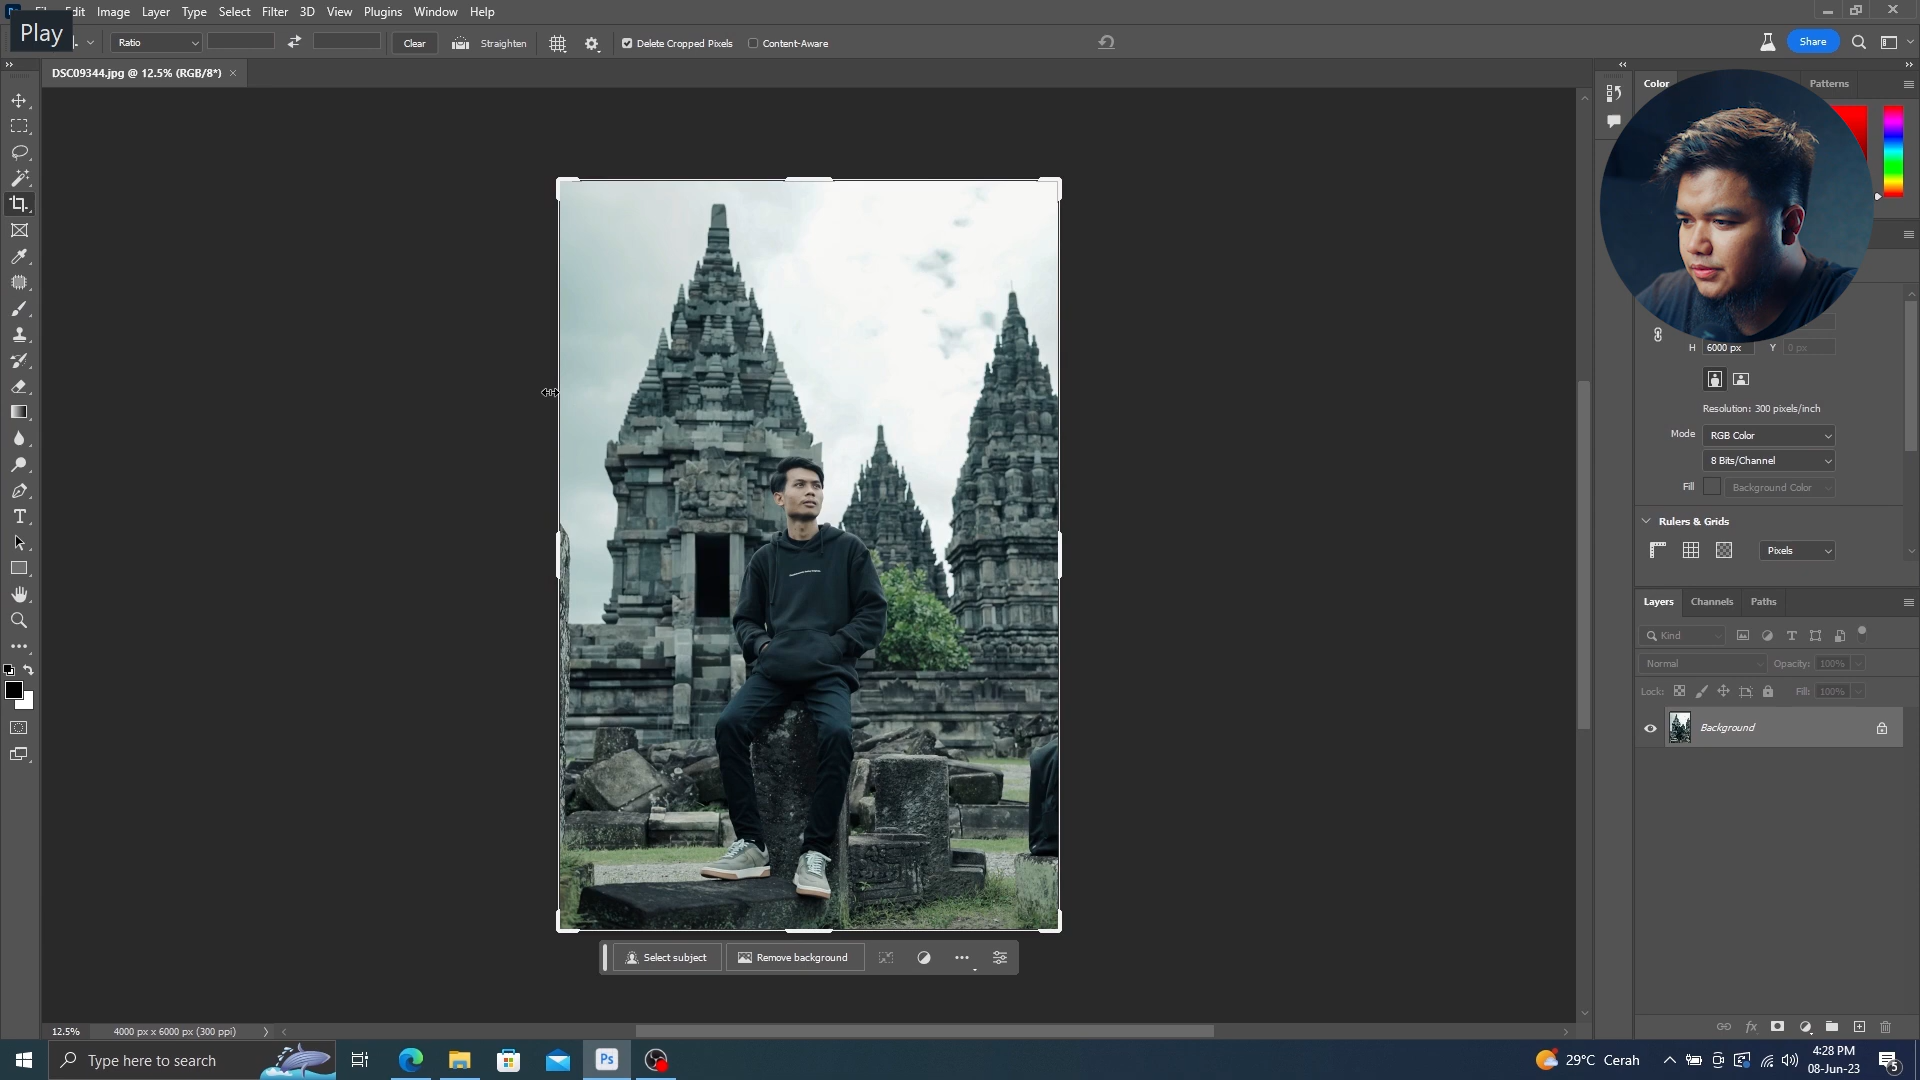 Edit Image Layer Type Select Filter 3D View Plugins Window Help
Play
Ratio
Clear
Straighten
Delete Cropped Pixels
Content-Aware
Share
DSC09344.jpg @ 12.5% (RGB/8*)
Color
Patterns
H 6000 px Y 0 px
Resolution: 300 pixels/inch
Mode RGB Color
8 Bits/Channel
Fill Background Color
Rulers & Grids
Pixels
Layers Channels Paths
Kind
Normal Opacity: 100%
Lock: Fill: 100%
Background
Select subject
Remove background
12.5% 4000 px x 6000 px (300 ppi)
Type here to search
Ps
29°C Cerah
4:28 PM
08-Jun-23
5